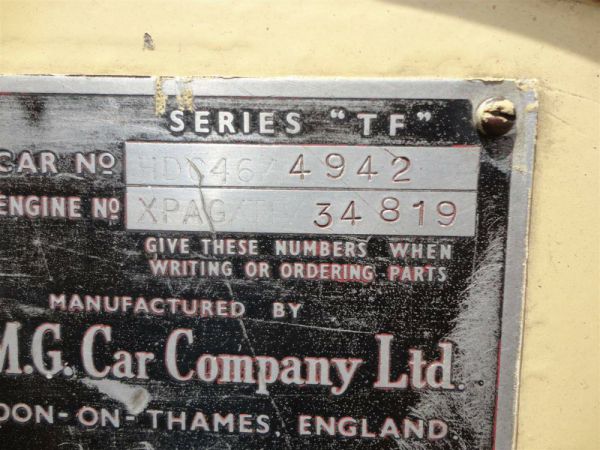 SERIES "TF"
CAR No HDC46/4942
ENGINE No XPAG/TF 34819
GIVE THESE NUMBERS WHEN
WRITING OR ORDERING PARTS
MANUFACTURED BY
M.G. Car Company Ltd.
DON-ON-THAMES, ENGLAND.